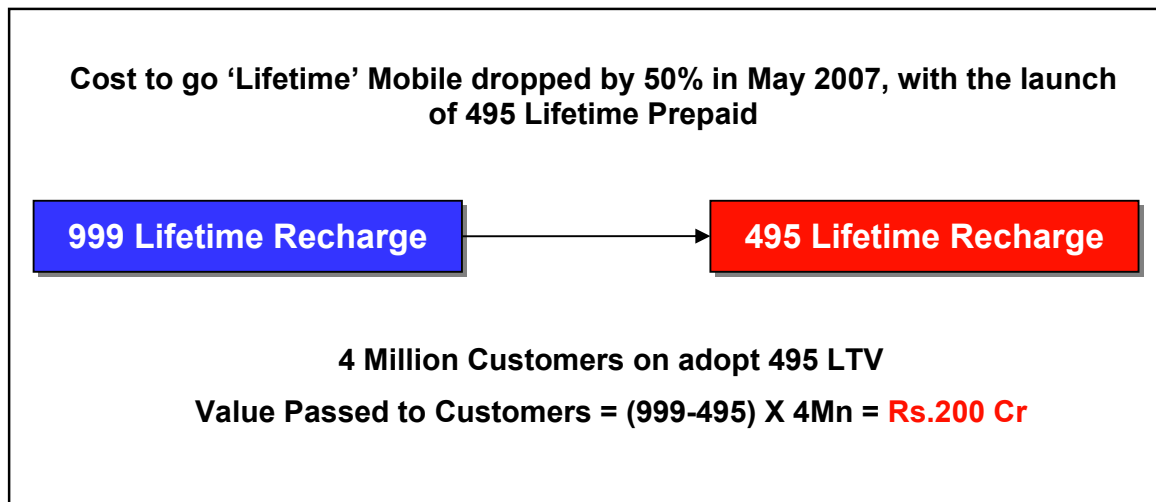 Cost to go ‘Lifetime’ Mobile dropped by 50% in May 2007, with the launch
of 495 Lifetime Prepaid
999 Lifetime Recharge
495 Lifetime Recharge
4 Million Customers on adopt 495 LTV
Value Passed to Customers = (999-495) X 4Mn = Rs.200 Cr